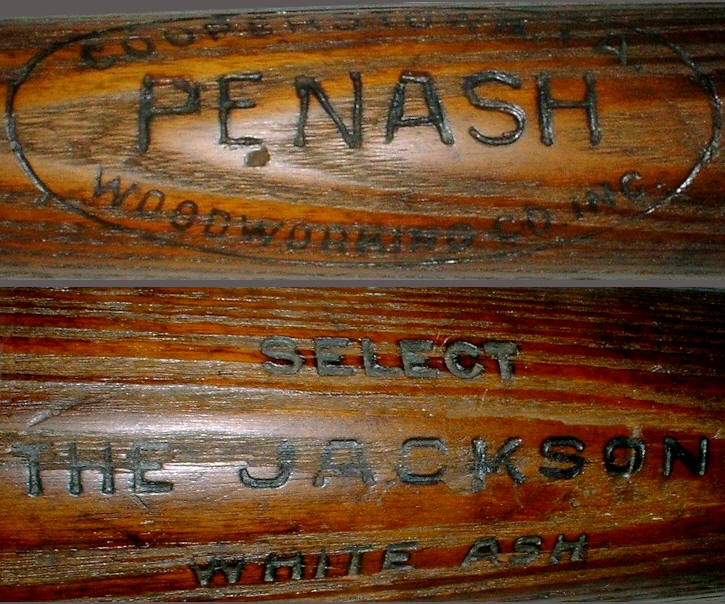 COOPERSTOWN
PENASH
WOODWORKING CO. INC.
SELECT
THE JACKSON
WHITE ASH